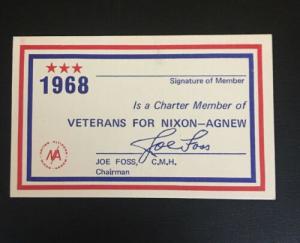 ★★★
1968
Signature of Member
Is a Charter Member of
VETERANS FOR NIXON—AGNEW
Joe Foss
JOE FOSS, C.M.H.
Chairman
NA